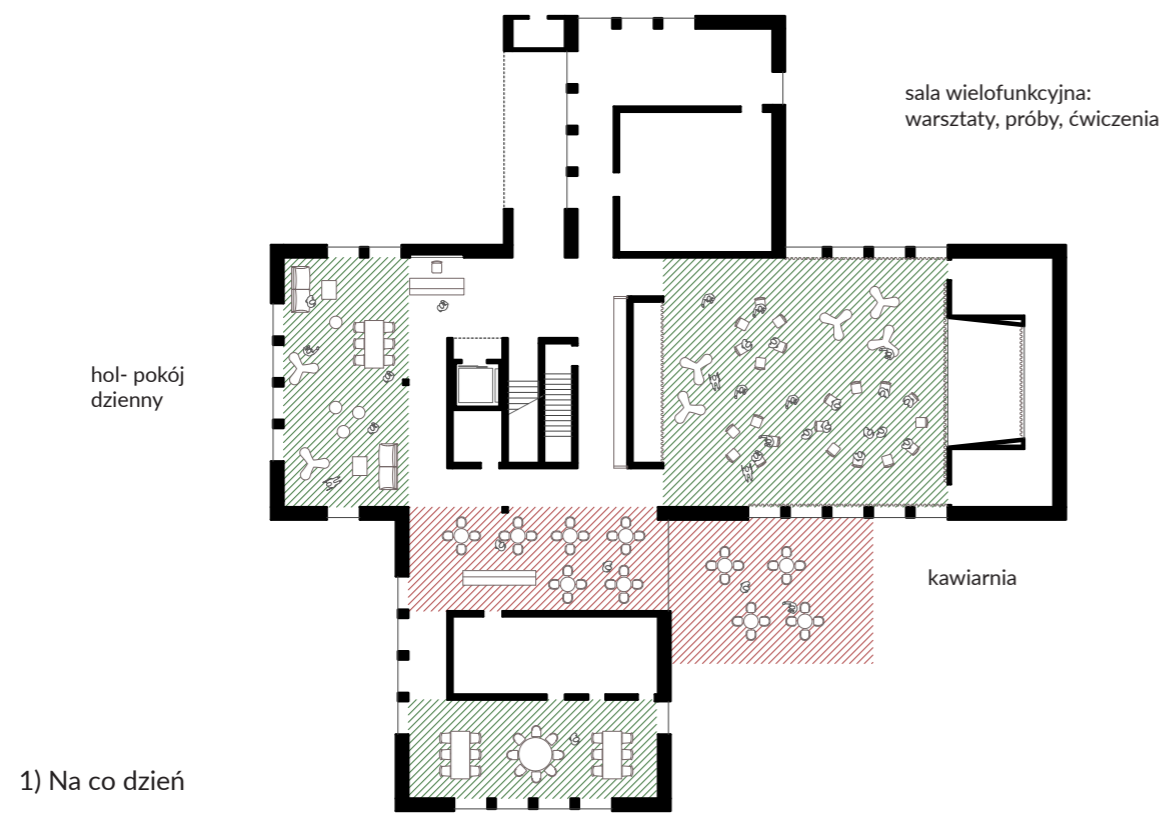 sala wielofunkcyjna:
warsztaty, próby, ćwiczenia
hol- pokój
dzienny
kawiarnia
1) Na co dzień